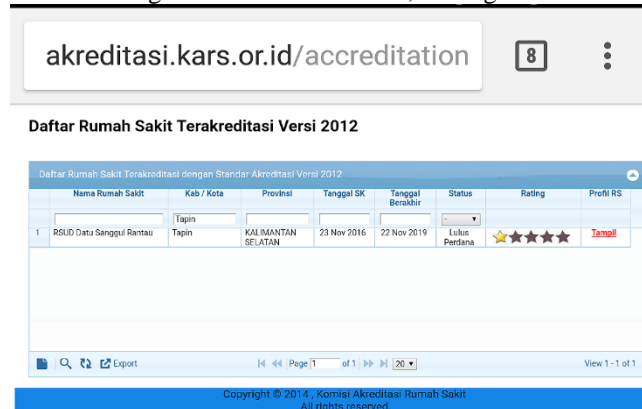 akreditasi.kars.or.id/accreditation
8
Daftar Rumah Sakit Terakreditasi Versi 2012
Daftar Rumah Sakit Terakreditasi dengan Standar Akreditasi Versi 2012
Nama Rumah Sakit Kab / Kota Provinsi Tanggal SK Tanggal Berakhir Status Rating Profil RS
Tapin -
1 RSUD Datu Sanggul Rantau Tapin KALIMANTAN SELATAN 23 Nov 2016 22 Nov 2019 Lulus Perdana Tampil
Export Page 1 of 1 20 View 1 - 1 of 1
Copyright © 2014 , Komisi Akreditasi Rumah Sakit
All rights reserved